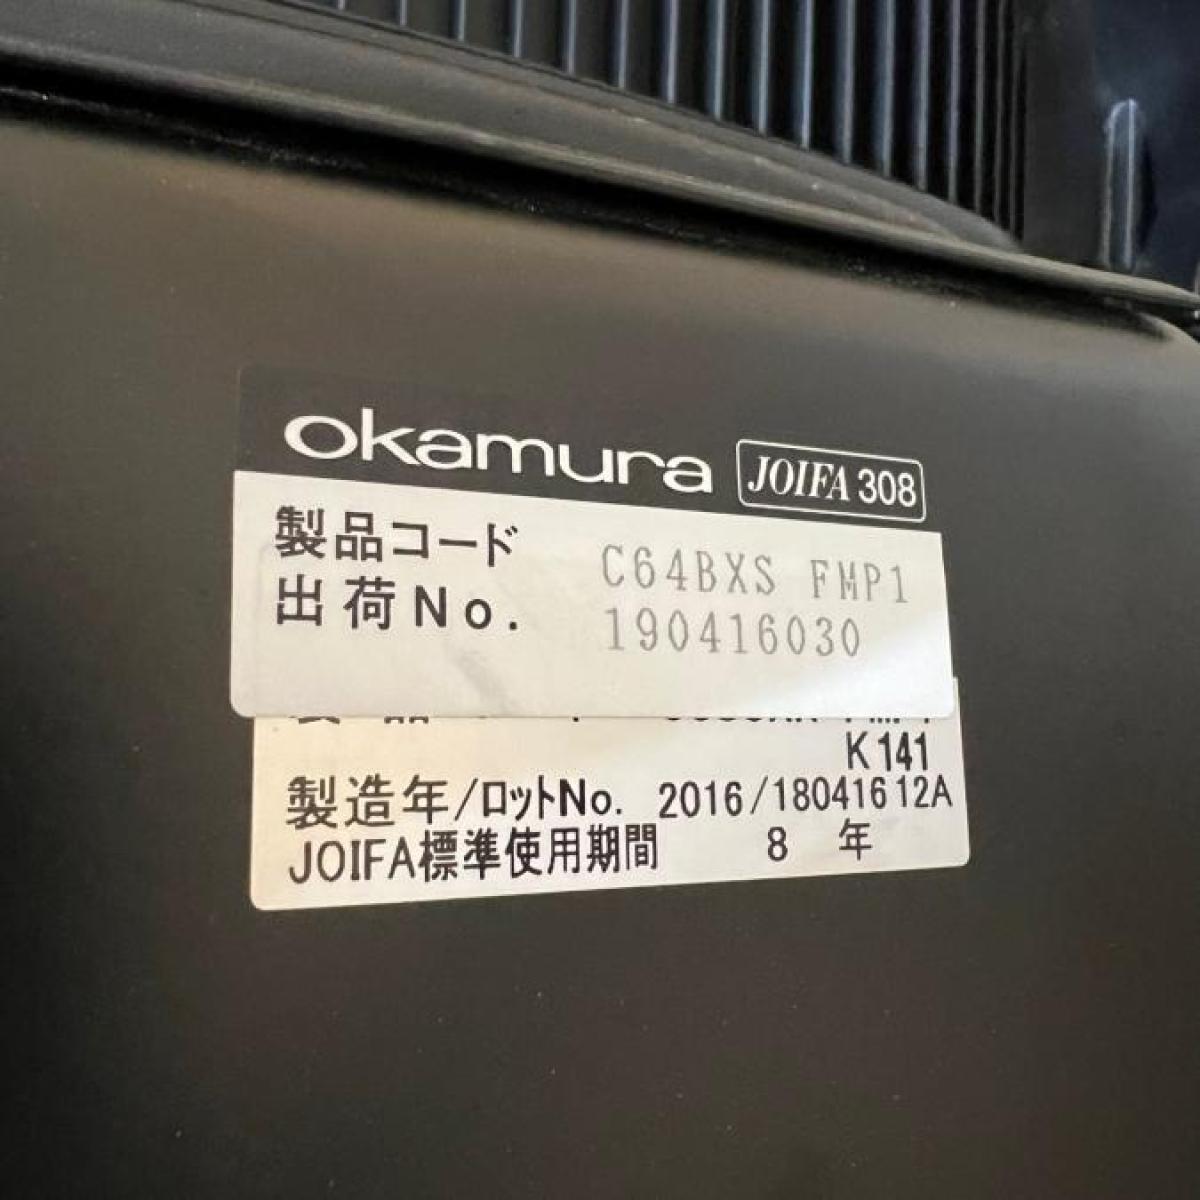 okamura JOIFA 308
製品コード C64BXS FMP1
出荷No. 190416030
K141
製造年/ロットNo. 2016/180416 12A
JOIFA標準使用期間 8 年